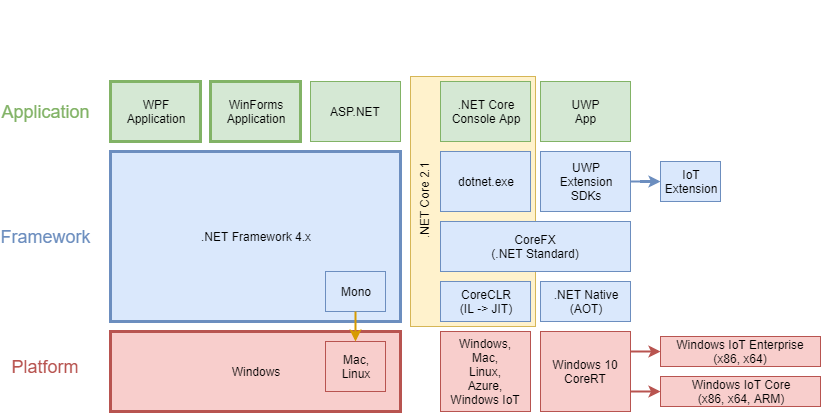 Application
WPF
Application
WinForms
Application
ASP.NET
.NET Core
Console App
UWP
App
.NET Core 2.1
Framework
.NET Framework 4.x
Mono
dotnet.exe
UWP
Extension
SDKs
IoT
Extension
CoreFX
(.NET Standard)
CoreCLR
(IL -> JIT)
.NET Native
(AOT)
Platform
Windows
Mac,
Linux
Windows,
Mac,
Linux,
Azure,
Windows IoT
Windows 10
CoreRT
Windows IoT Enterprise
(x86, x64)
Windows IoT Core
(x86, x64, ARM)